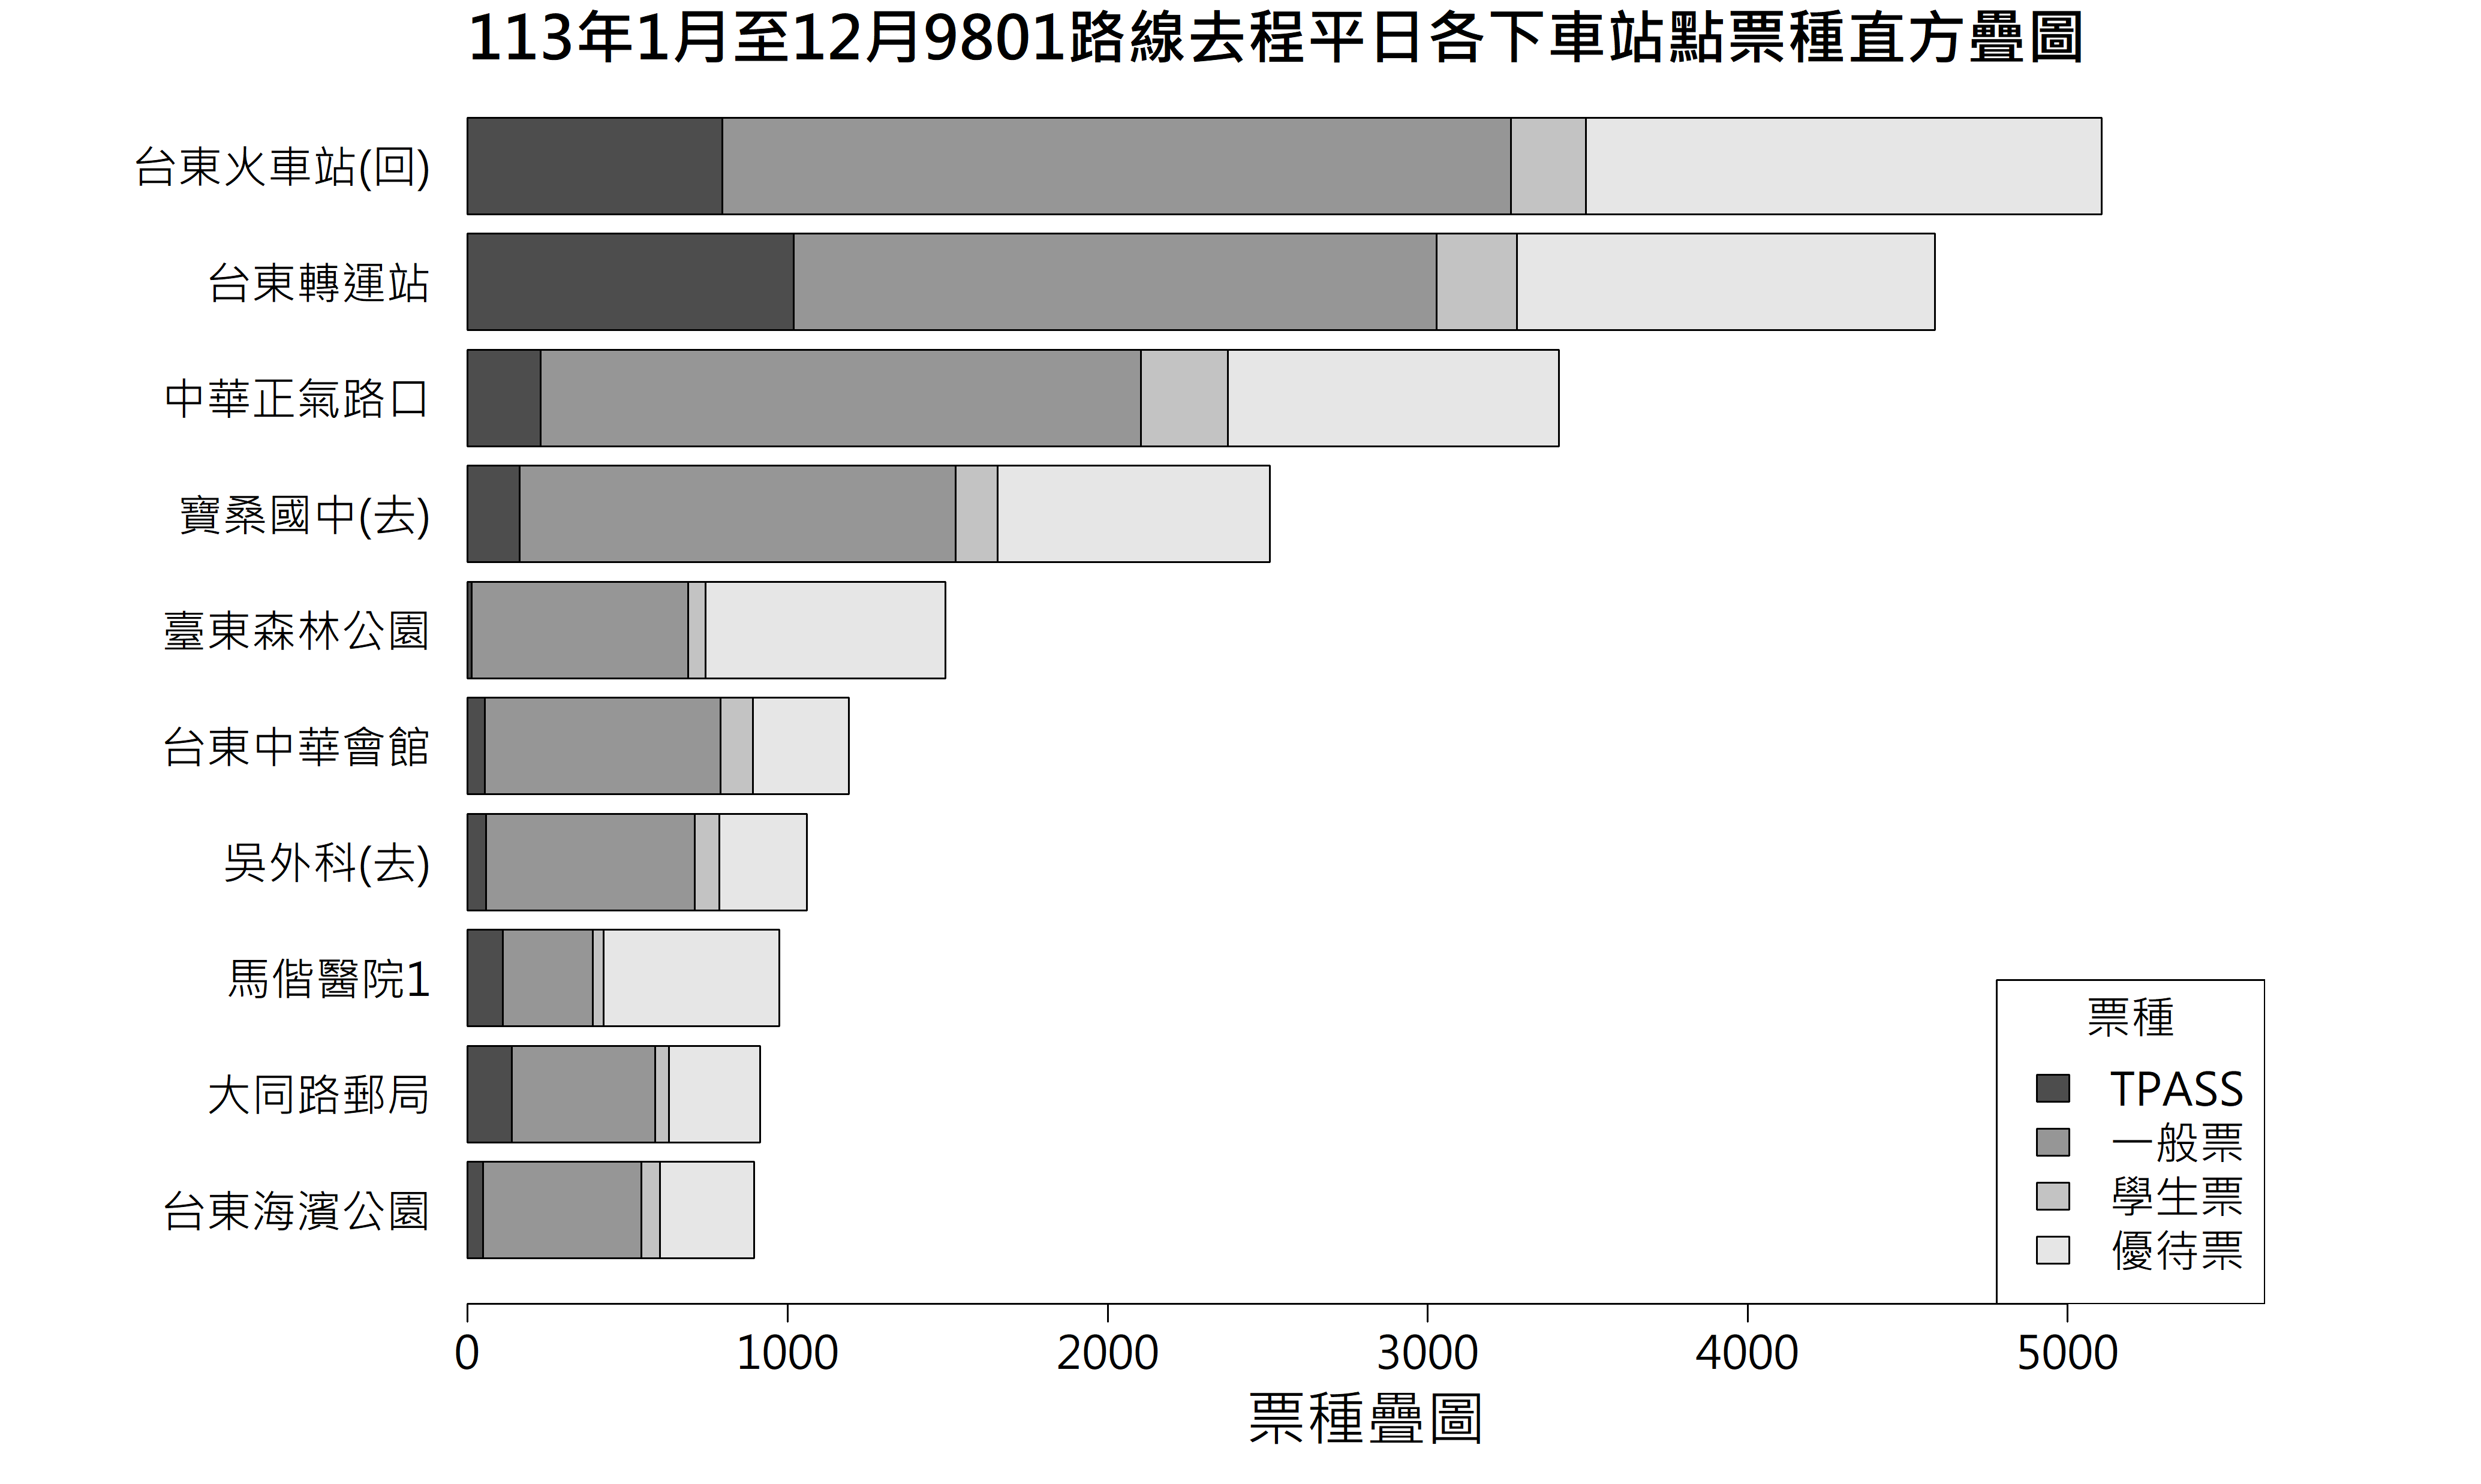 113年1月至12月9801路線去程平日各下車站點票種直方疊圖
台東火車站(回)
台東轉運站
中華正氣路口
寶桑國中(去)
臺東森林公園
台東中華會館
吳外科(去)
馬偕醫院1
大同路郵局
台東海濱公園
票種
TPASS
一般票
學生票
優待票
0 1000 2000 3000 4000 5000
票種疊圖